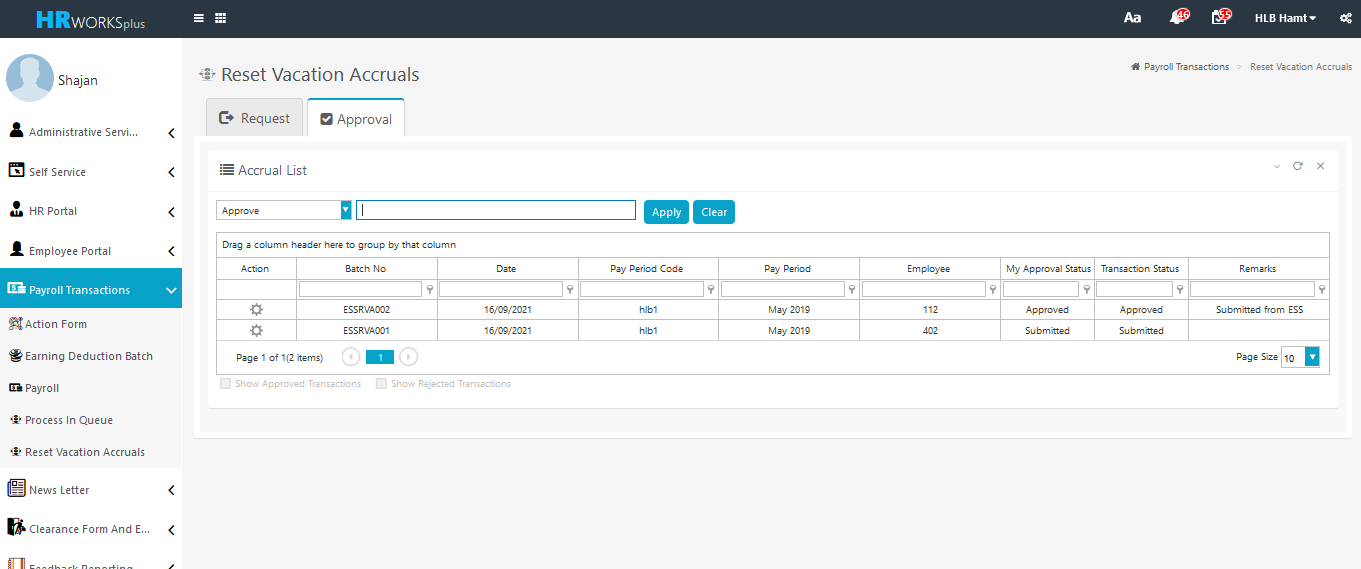 HRWORKSplus
Aa
46
55
HLB Hamt
Shajan
Administrative Servi...
Self Service
HR Portal
Employee Portal
Payroll Transactions
Action Form
Earning Deduction Batch
Payroll
Process In Queue
Reset Vacation Accruals
News Letter
Clearance Form And E...
Feedback Reporting
Reset Vacation Accruals
Payroll Transactions > Reset Vacation Accruals
Request
Approval
Accrual List
Approve
Apply
Clear
Drag a column header here to group by that column
Action Batch No Date Pay Period Code Pay Period Employee My Approval Status Transaction Status Remarks
ESSRVA002 16/09/2021 hlb1 May 2019 112 Approved Approved Submitted from ESS
ESSRVA001 16/09/2021 hlb1 May 2019 402 Submitted Submitted
Page 1 of 1(2 items) 1 Page Size 10
Show Approved Transactions Show Rejected Transactions